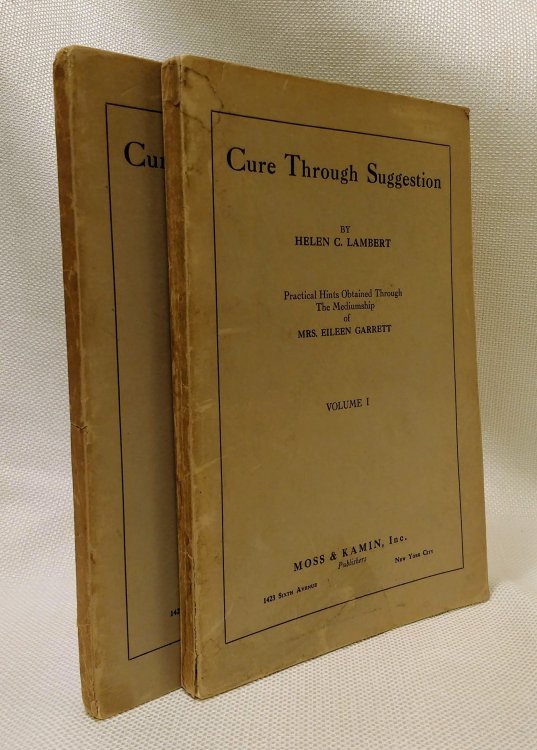 Cure Through Suggestion
BY
HELEN C. LAMBERT
Practical Hints Obtained Through
The Mediumship
of
MRS. EILEEN GARRETT
VOLUME I
MOSS & KAMIN, Inc.
Publishers
1423 SIXTH AVENUE NEW YORK CITY
Cu
142